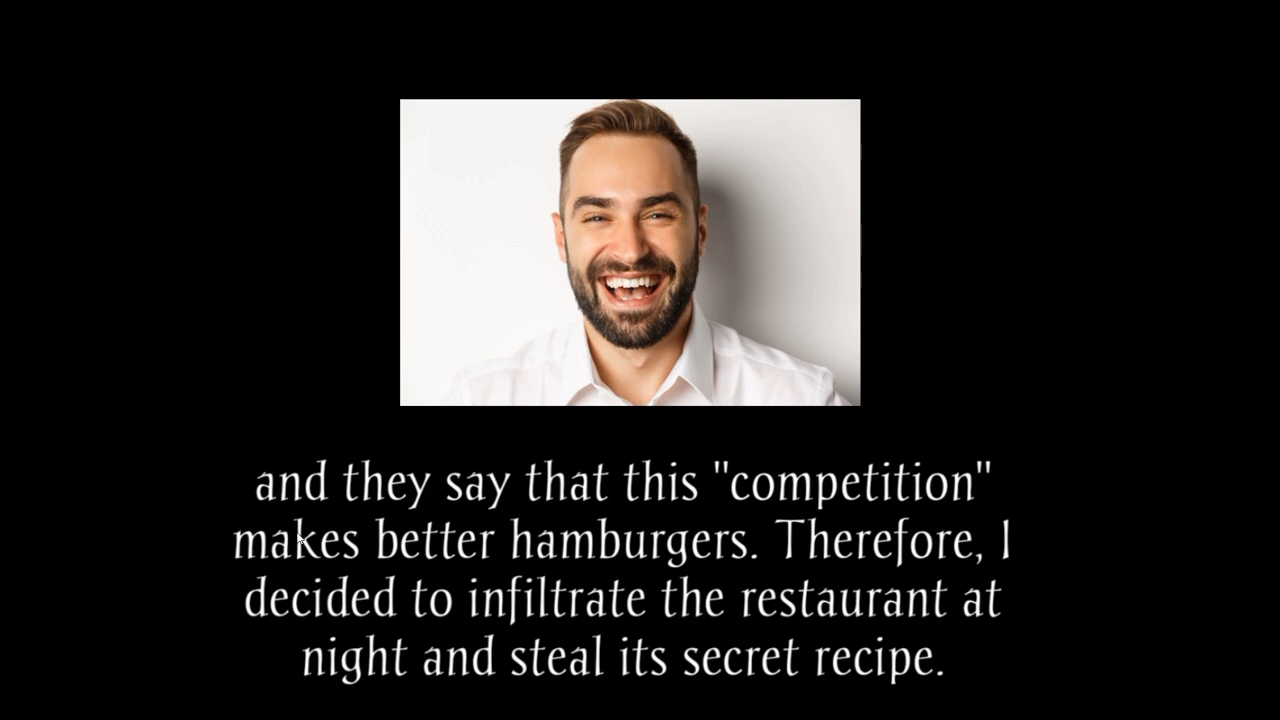 and they say that this "competition"
makes better hamburgers. Therefore, I
decided to infiltrate the restaurant at
night and steal its secret recipe.